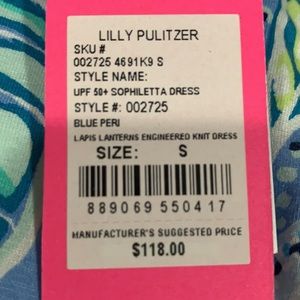 LILLY PULITZER
SKU #
002725 4691K9 S
STYLE NAME:
UPF 50+ SOPHILETTA DRESS
STYLE #: 002725
BLUE PERI
LAPIS LANTERNS ENGINEERED KNIT DRESS
SIZE: S
889069 550417
MANUFACTURER'S SUGGESTED PRICE
$118.00